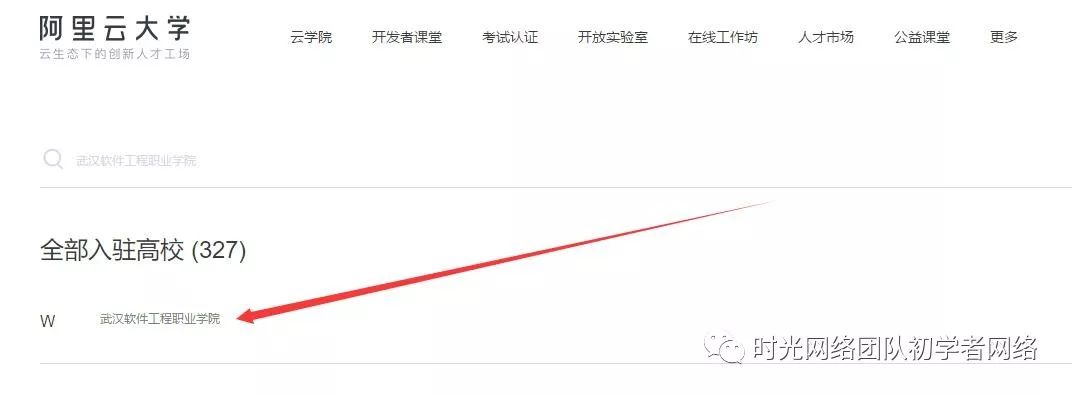 阿里云大学
云生态下的创新人才工场
云学院 开发者课堂 考试认证 开放实验室 在线工作坊 人才市场 公益课堂 更多
武汉软件工程职业学院
全部入驻高校 (327)
W 武汉软件工程职业学院
时光网络团队初学者网络